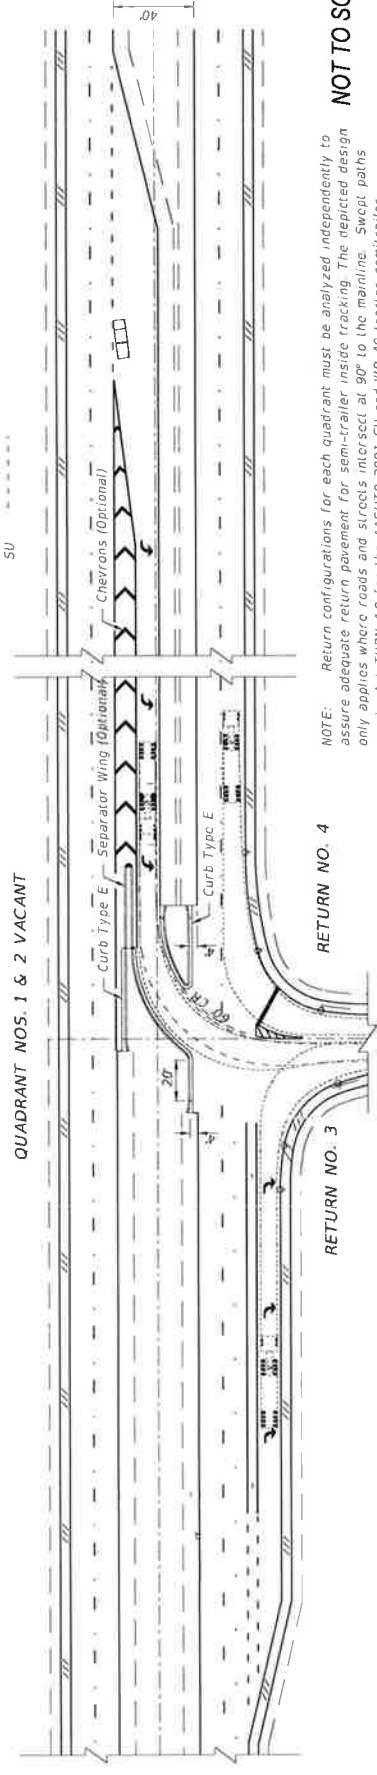 SU
QUADRANT NOS. 1 & 2 VACANT
40'
Curb Type E
Separator Wing (Optional)
Chevrons (Optional)
Curb Type E
60' CR
4'
20'
4'
RETURN NO. 3
RETURN NO. 4
NOT TO SC
NOTE: Return configurations for each quadrant must be analyzed independently to
assure adequate return pavement for semi-trailer inside tracking. The depicted design
only applies where roads and streets intersect at 90° to the mainline. Swept paths